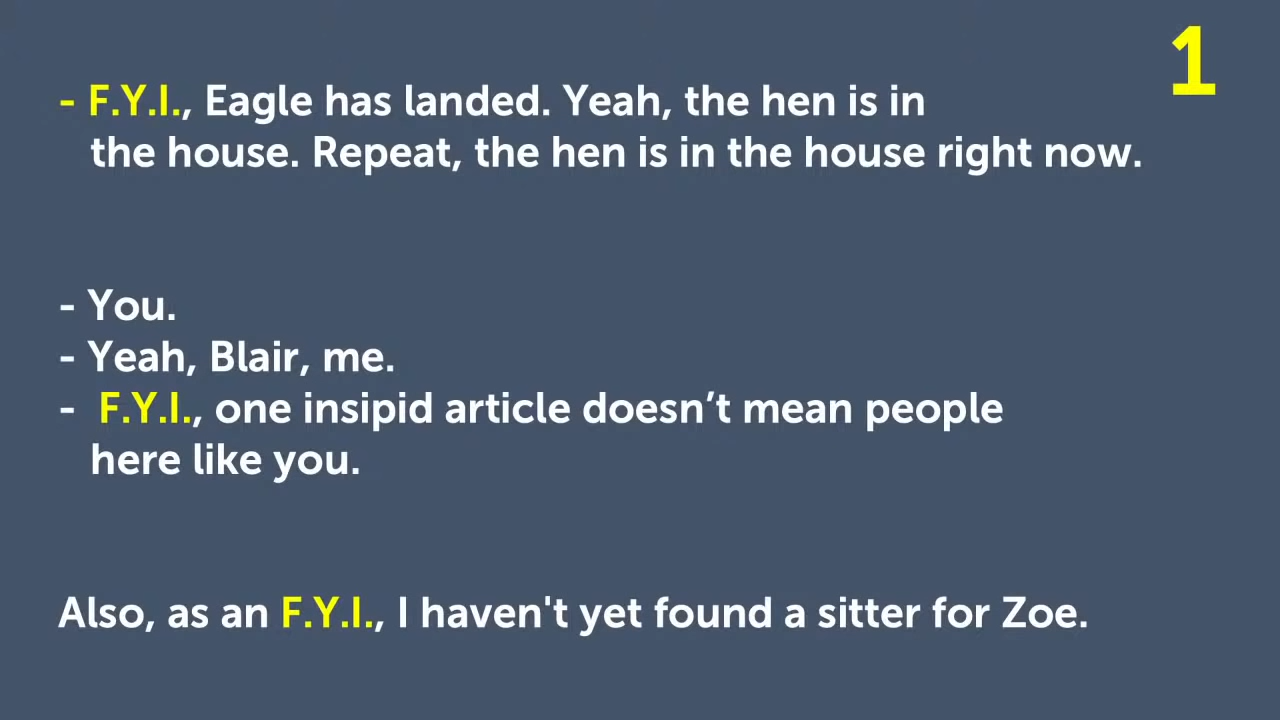 1
- F.Y.I., Eagle has landed. Yeah, the hen is in
the house. Repeat, the hen is in the house right now.
- You.
- Yeah, Blair, me.
- F.Y.I., one insipid article doesn’t mean people
here like you.
Also, as an F.Y.I., I haven't yet found a sitter for Zoe.